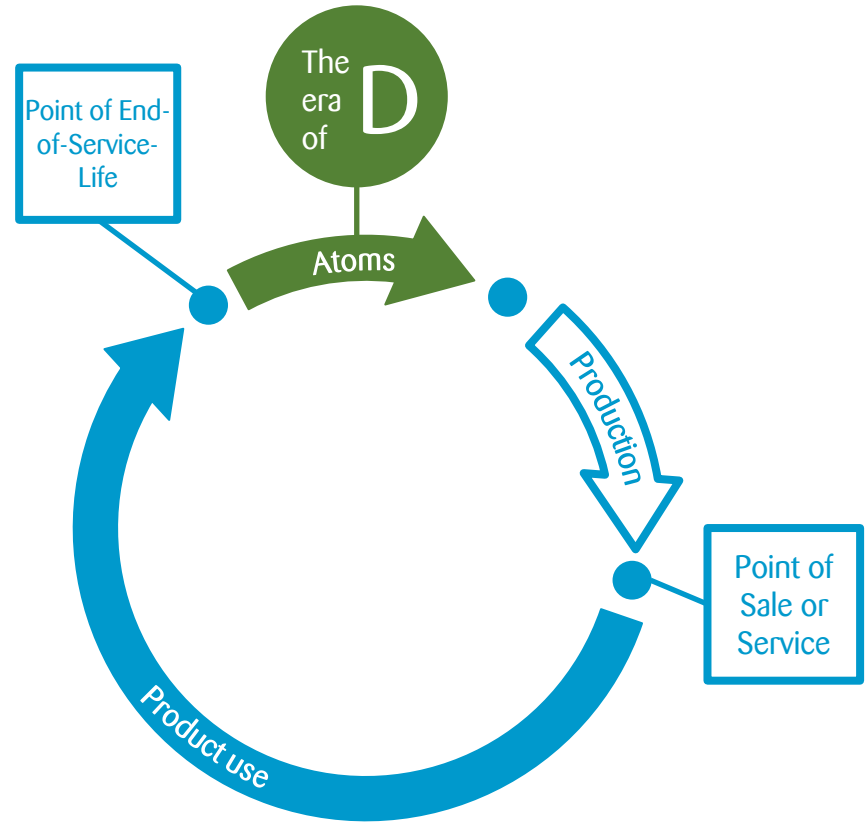 The
era
of
D
Point of End-
of-Service-
Life
Atoms
Production
Point of
Sale or
Service
Product use